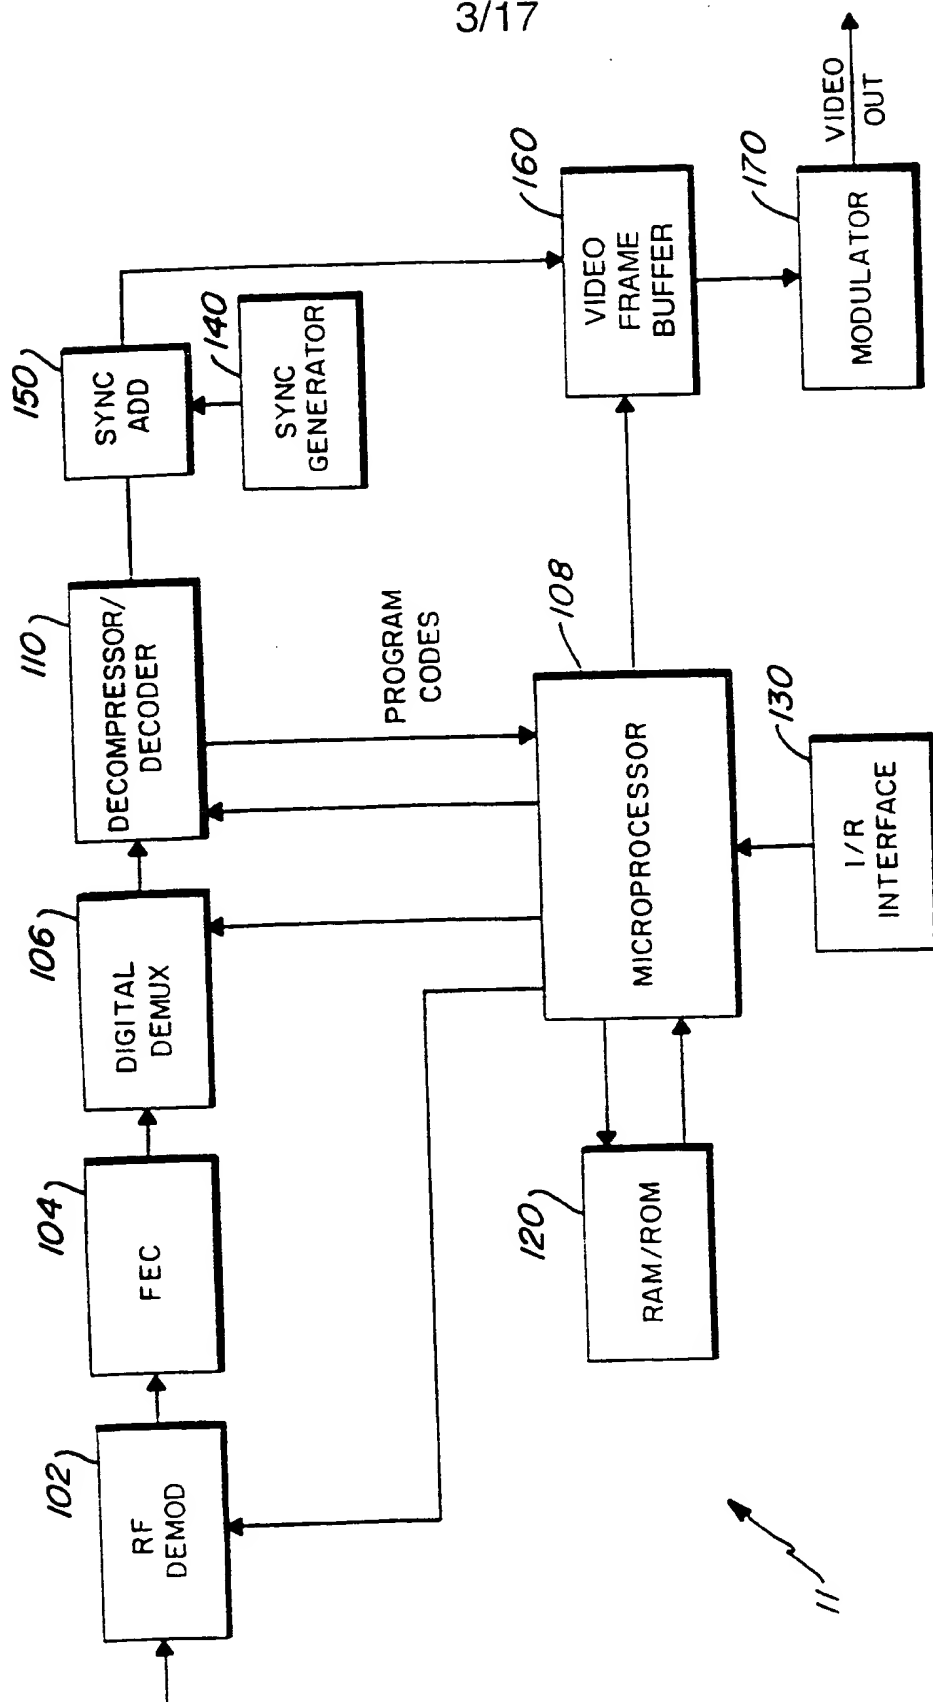 3/17
102
RF
DEMOD
104
FEC
106
DIGITAL
DEMUX
110
DECOMPRESSOR/
DECODER
150
SYNC
ADD
140
SYNC
GENERATOR
PROGRAM
CODES
108
MICROPROCESSOR
120
RAM/ROM
130
I/R
INTERFACE
160
VIDEO
FRAME
BUFFER
170
MODULATOR
VIDEO
OUT
11